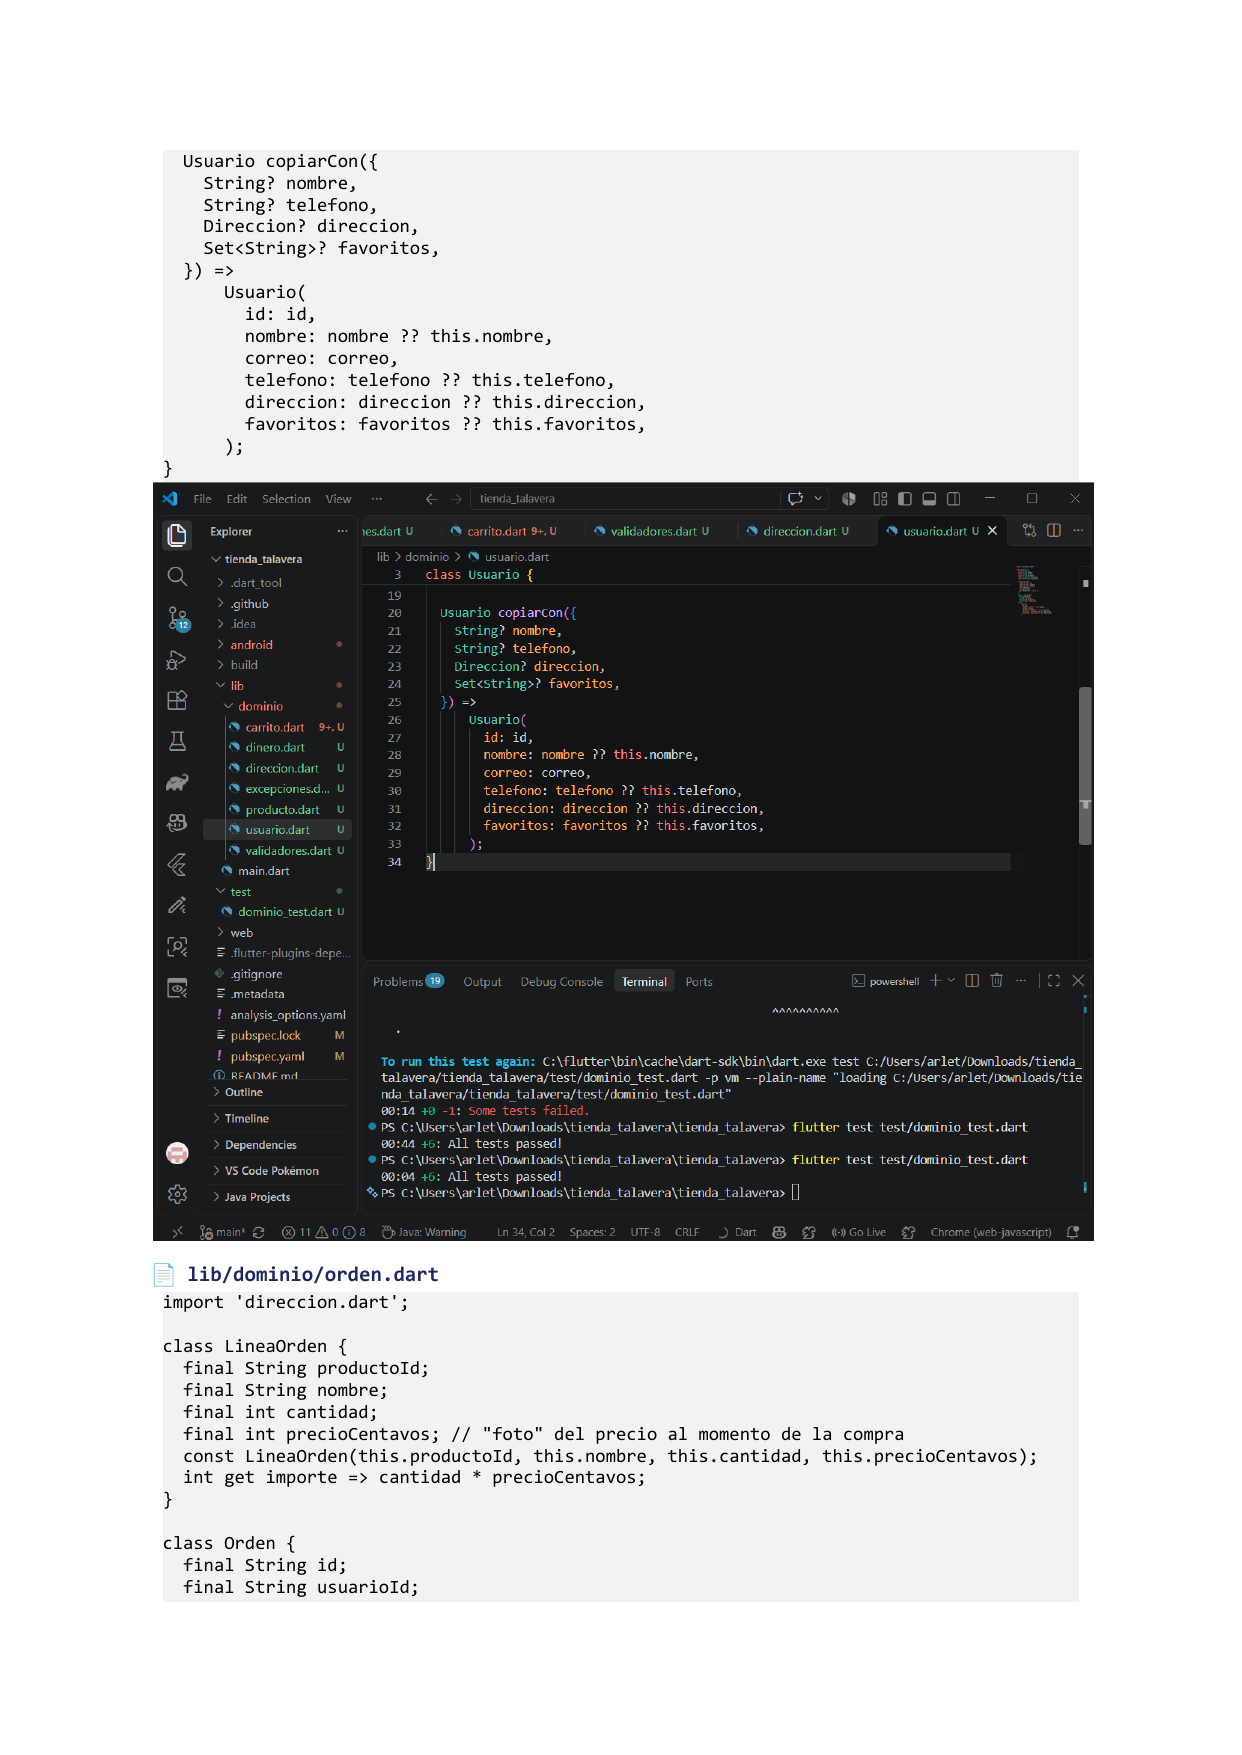 Usuario copiarCon({
String? nombre,
String? telefono,
Direccion? direccion,
Set<String>? favoritos,
}) =>
Usuario(
id: id,
nombre: nombre ?? this.nombre,
correo: correo,
telefono: telefono ?? this.telefono,
direccion: direccion ?? this.direccion,
favoritos: favoritos ?? this.favoritos,
);
}
File Edit Selection View ··· tienda_talavera
Explorer ···
tienda_talavera
.dart_tool
.github
.idea
android
build
lib
dominio
carrito.dart 9+, U
dinero.dart U
direccion.dart U
excepciones.d... U
producto.dart U
usuario.dart U
validadores.dart U
main.dart
test
dominio_test.dart U
web
.flutter-plugins-depe...
.gitignore
.metadata
analysis_options.yaml
pubspec.lock M
pubspec.yaml M
README.md
Outline
Timeline
Dependencies
VS Code Pokémon
Java Projects
12
nes.dart U carrito.dart 9+, U validadores.dart U direccion.dart U usuario.dart U
lib > dominio > usuario.dart
3 class Usuario {
19
20 Usuario copiarCon({
21 String? nombre,
22 String? telefono,
23 Direccion? direccion,
24 Set<String>? favoritos,
25 }) =>
26 Usuario(
27 id: id,
28 nombre: nombre ?? this.nombre,
29 correo: correo,
30 telefono: telefono ?? this.telefono,
31 direccion: direccion ?? this.direccion,
32 favoritos: favoritos ?? this.favoritos,
33 );
34 }
Problems 19 Output Debug Console Terminal Ports powershell
^^^^^^^^^^
.
To run this test again: C:\flutter\bin\cache\dart-sdk\bin\dart.exe test C:/Users/arlet/Downloads/tienda_
talavera/tienda_talavera/test/dominio_test.dart -p vm --plain-name "loading C:/Users/arlet/Downloads/tie
nda_talavera/tienda_talavera/test/dominio_test.dart"
00:14 +0 -1: Some tests failed.
PS C:\Users\arlet\Downloads\tienda_talavera\tienda_talavera> flutter test test/dominio_test.dart
00:44 +6: All tests passed!
PS C:\Users\arlet\Downloads\tienda_talavera\tienda_talavera> flutter test test/dominio_test.dart
00:04 +6: All tests passed!
PS C:\Users\arlet\Downloads\tienda_talavera\tienda_talavera>
main* 11 0 8 Java: Warning Ln 34, Col 2 Spaces: 2 UTF-8 CRLF Dart Go Live Chrome (web-javascript)
lib/dominio/orden.dart
import 'direccion.dart';
class LineaOrden {
final String productoId;
final String nombre;
final int cantidad;
final int precioCentavos; // "foto" del precio al momento de la compra
const LineaOrden(this.productoId, this.nombre, this.cantidad, this.precioCentavos);
int get importe => cantidad * precioCentavos;
}
class Orden {
final String id;
final String usuarioId;